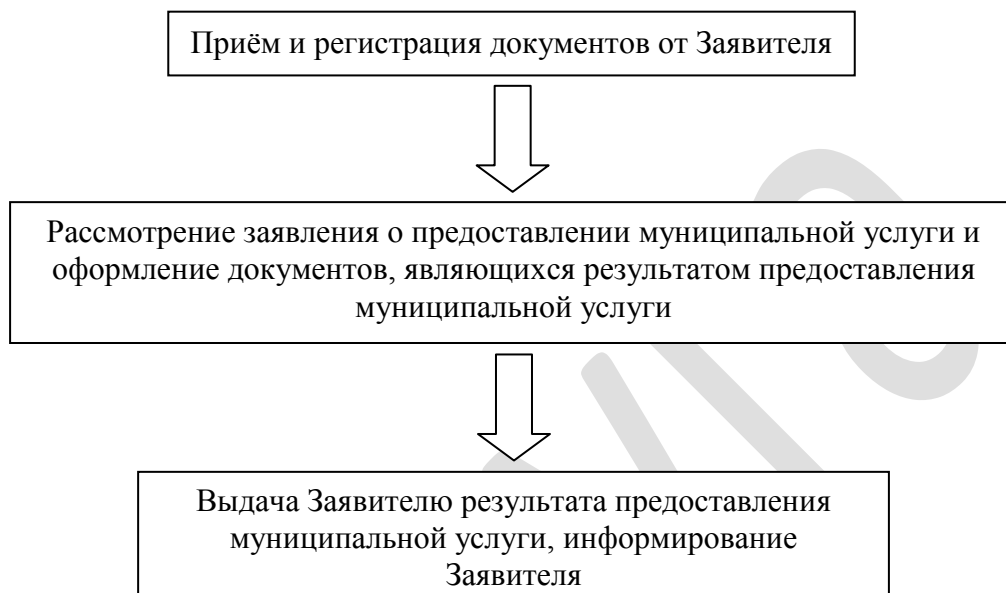 Приём и регистрация документов от Заявителя
Рассмотрение заявления о предоставлении муниципальной услуги и
оформление документов, являющихся результатом предоставления
муниципальной услуги
Выдача Заявителю результата предоставления
муниципальной услуги, информирование
Заявителя